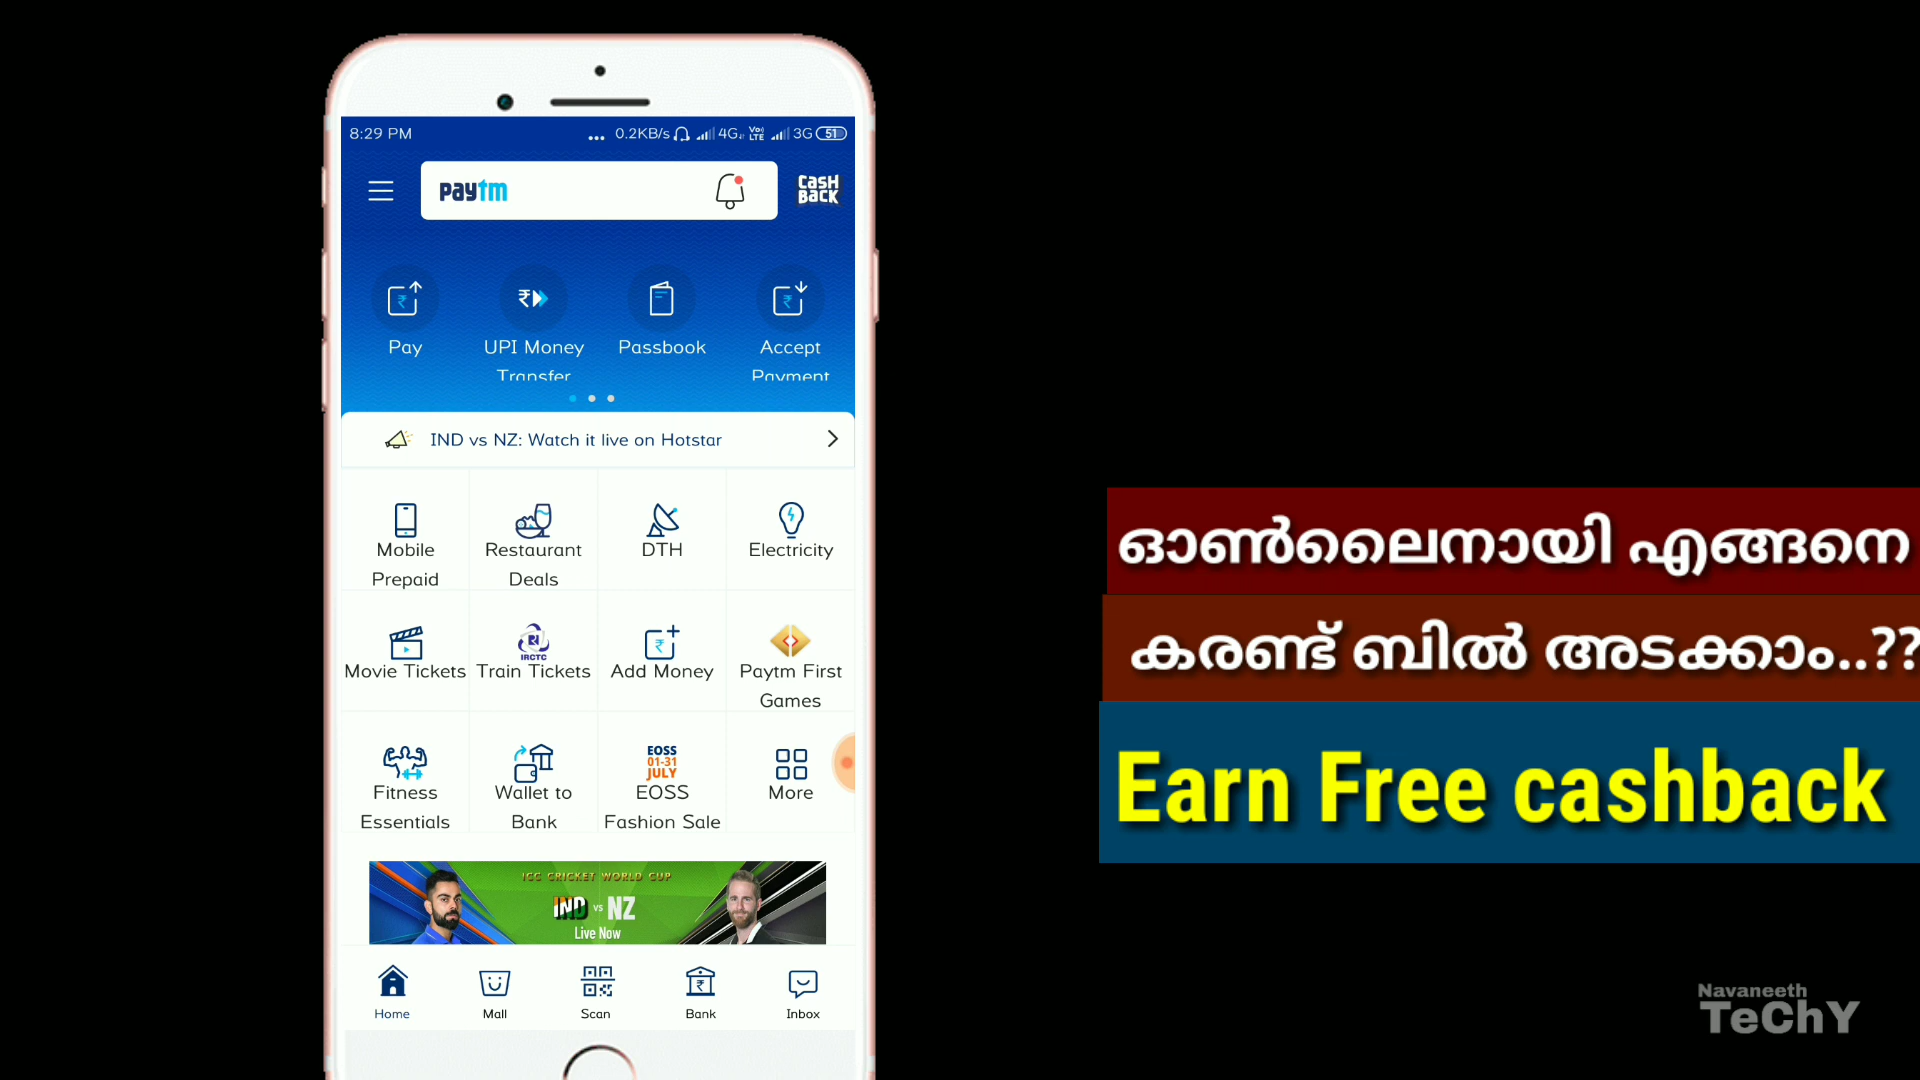 8:29 PM
... 0.2KB/s 4G Vo LTE 3G 51
paytm
CASH
BACK
Pay
UPI Money
Transfer
Passbook
Accept
Payment
IND vs NZ: Watch it live on Hotstar
Mobile
Prepaid
Restaurant
Deals
DTH
Electricity
Movie Tickets
IRCTC
Train Tickets
Add Money
Paytm First
Games
Fitness
Essentials
Wallet to
Bank
EOSS
01-31
JULY
EOSS
Fashion Sale
More
ICC CRICKET WORLD CUP
IND vs NZ
Live Now
Home
Mall
Scan
Bank
Inbox
ഓൺലൈനായി എങ്ങനെ
കരണ്ട് ബിൽ അടക്കാം..??
Earn Free cashback
Navaneeth
TeChY